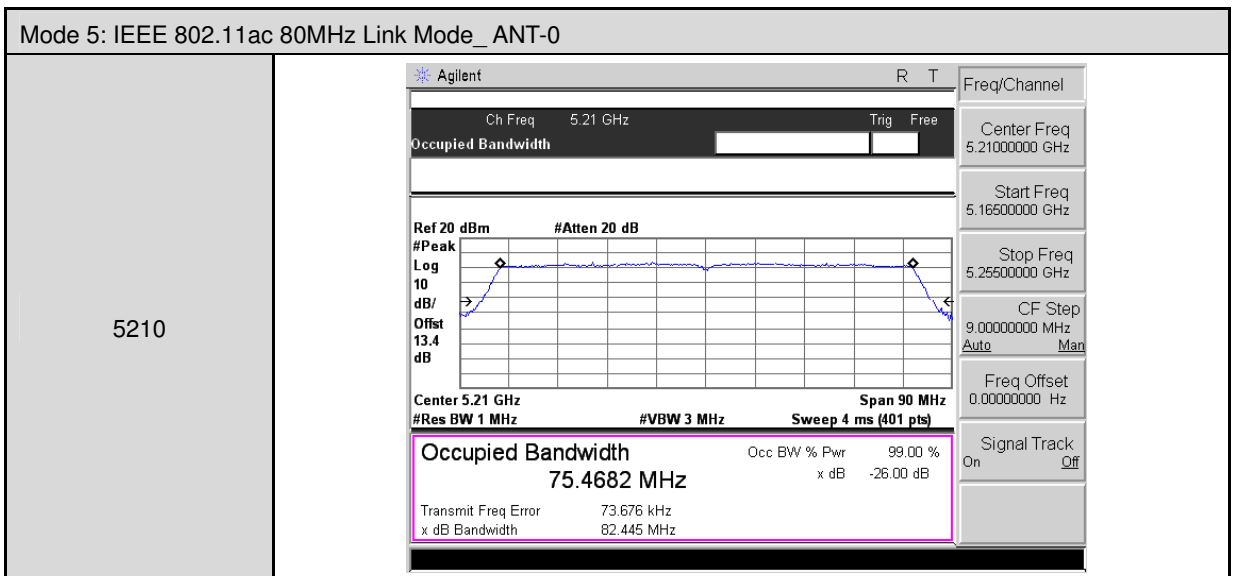 Mode 5: IEEE 802.11ac 80MHz Link Mode_ ANT-0
5210
Agilent R T
Ch Freq 5.21 GHz Trig Free
Occupied Bandwidth
Ref 20 dBm #Atten 20 dB
#Peak
Log
10
dB/
Offst
13.4
dB
Center 5.21 GHz Span 90 MHz
#Res BW 1 MHz #VBW 3 MHz Sweep 4 ms (401 pts)
Occupied Bandwidth Occ BW % Pwr 99.00 %
75.4682 MHz x dB -26.00 dB
Transmit Freq Error 73.676 kHz
x dB Bandwidth 82.445 MHz
Freq/Channel
Center Freq
5.21000000 GHz
Start Freq
5.16500000 GHz
Stop Freq
5.25500000 GHz
CF Step
9.00000000 MHz
Auto Man
Freq Offset
0.00000000 Hz
Signal Track
On Off